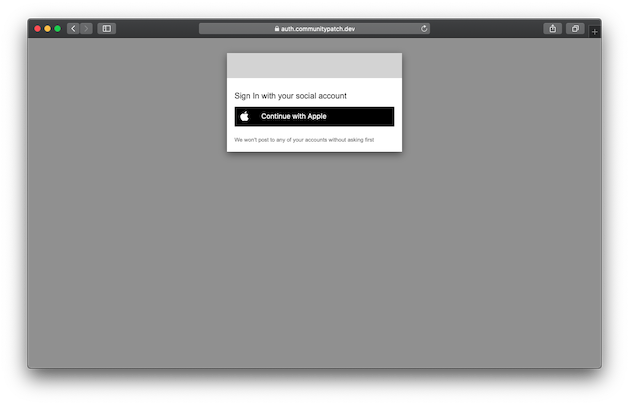 auth.communitypatch.dev
Sign In with your social account
Continue with Apple
We won't post to any of your accounts without asking first